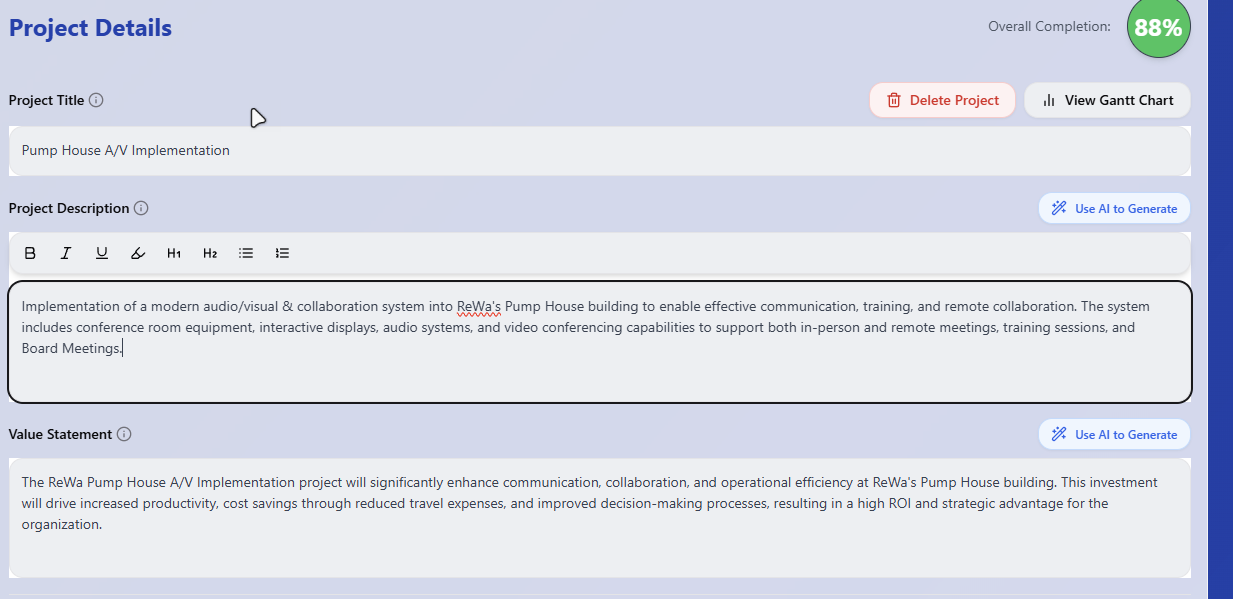 Project Details
Overall Completion:
88%
Project Title
Delete Project
View Gantt Chart
Pump House A/V Implementation
Project Description
Use AI to Generate
B I U H1 H2
Implementation of a modern audio/visual & collaboration system into ReWa's Pump House building to enable effective communication, training, and remote collaboration. The system
includes conference room equipment, interactive displays, audio systems, and video conferencing capabilities to support both in-person and remote meetings, training sessions, and
Board Meetings.
Value Statement
Use AI to Generate
The ReWa Pump House A/V Implementation project will significantly enhance communication, collaboration, and operational efficiency at ReWa's Pump House building. This investment
will drive increased productivity, cost savings through reduced travel expenses, and improved decision-making processes, resulting in a high ROI and strategic advantage for the
organization.